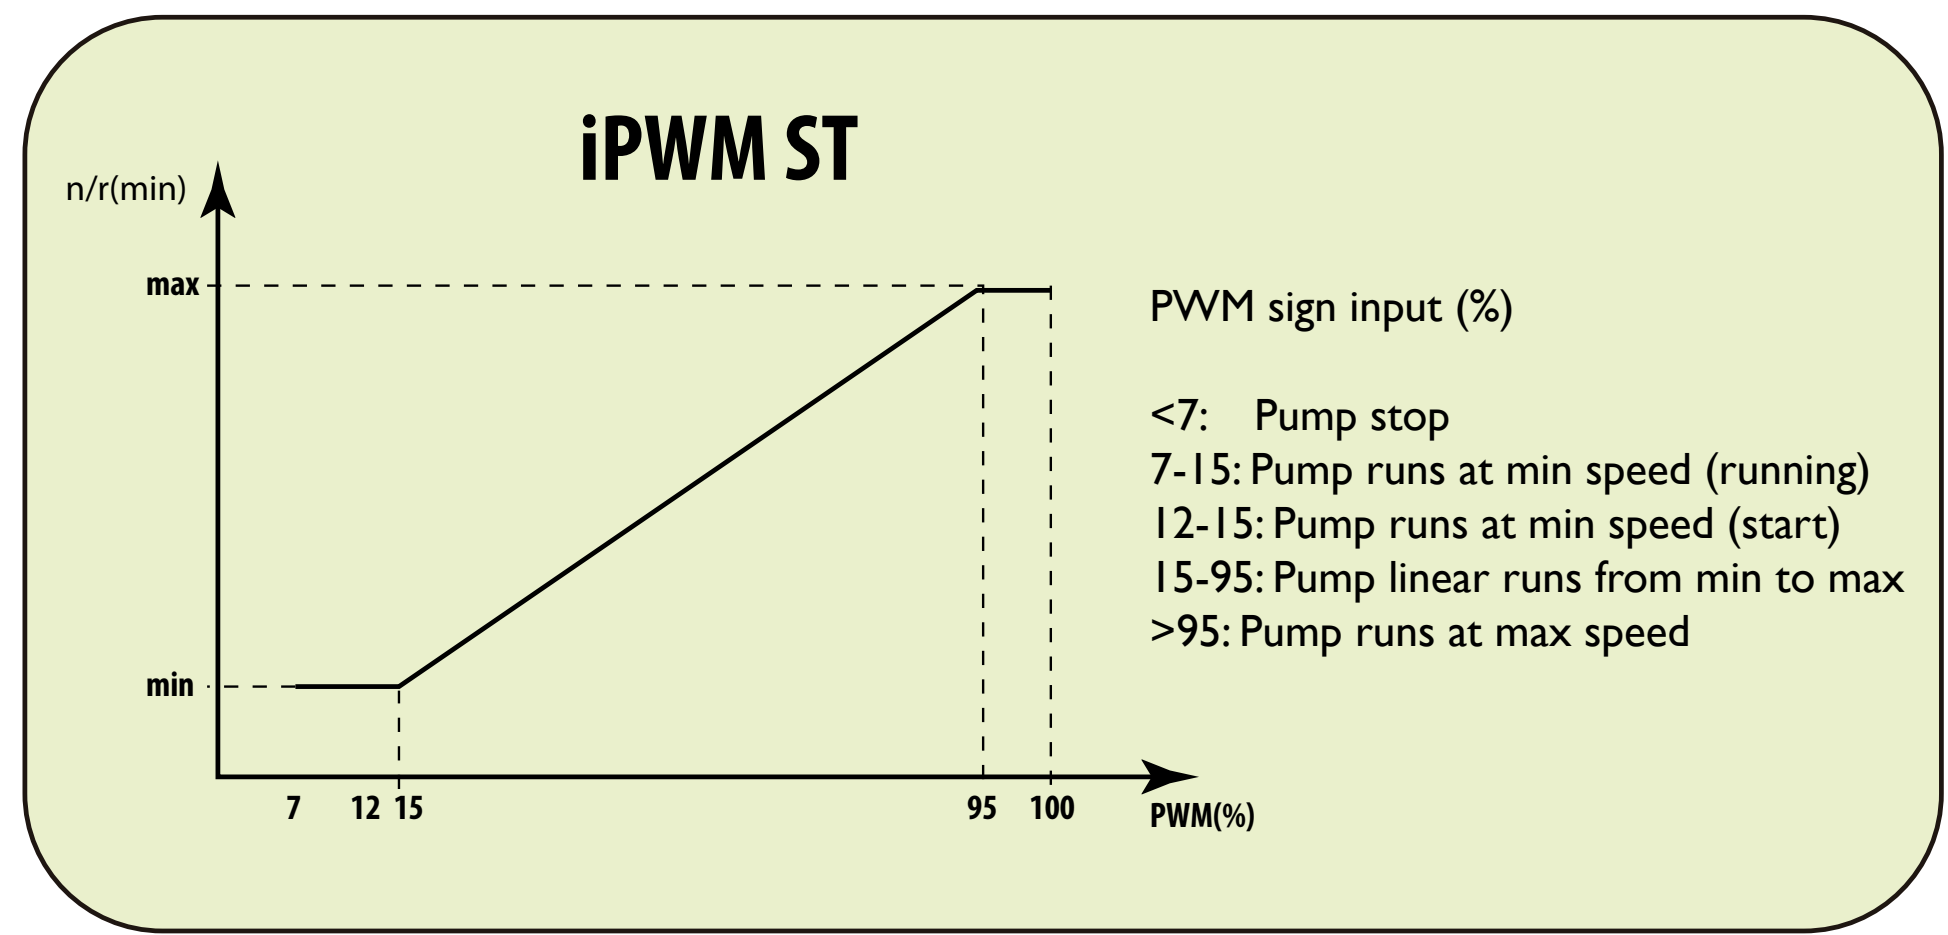 iPWM ST
n/r(min)
max
min
7 12 15 95 100
PWM(%)
PWM sign input (%)
<7: Pump stop
7-15: Pump runs at min speed (running)
12-15: Pump runs at min speed (start)
15-95: Pump linear runs from min to max
>95: Pump runs at max speed